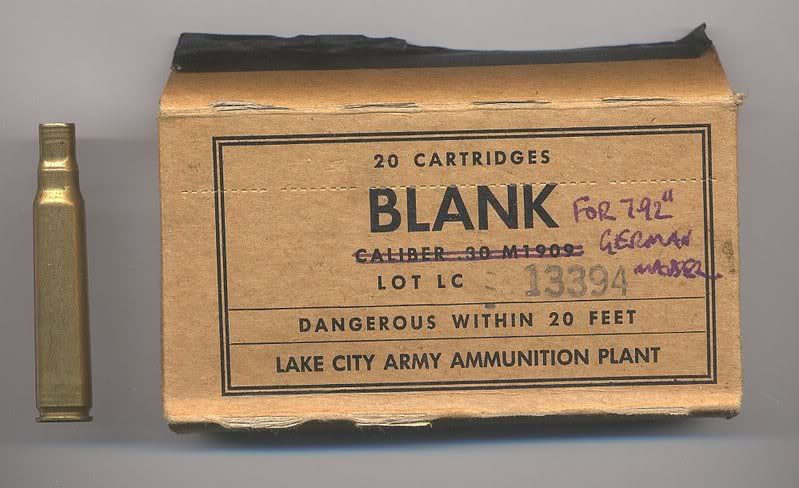 20 CARTRIDGES
BLANK
FOR 7.92"
GERMAN
MAUSER.
CALIBER .30 M1909
LOT LC 13394
DANGEROUS WITHIN 20 FEET
LAKE CITY ARMY AMMUNITION PLANT